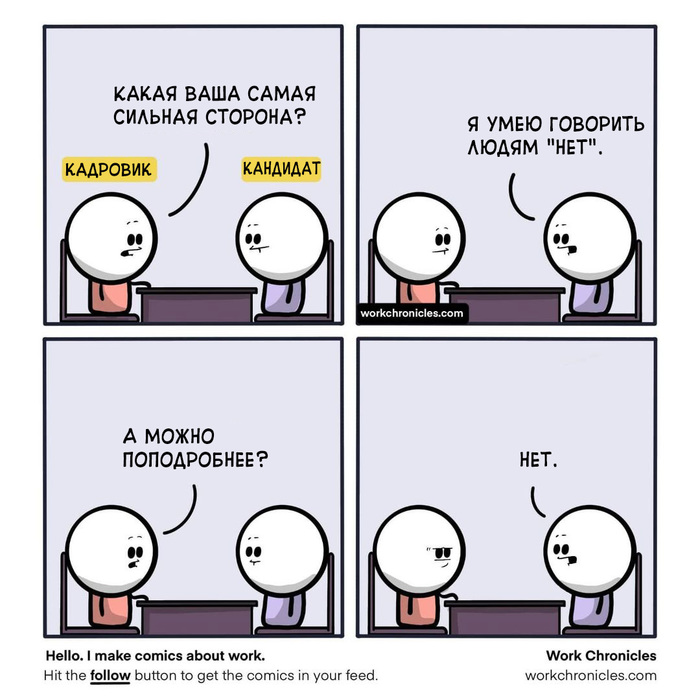 КАКАЯ ВАША САМАЯ
СИЛЬНАЯ СТОРОНА?
КАДРОВИК
КАНДИДАТ
Я УМЕЮ ГОВОРИТЬ
ЛЮДЯМ "НЕТ".
workchronicles.com
А МОЖНО
ПОПОДРОБНЕЕ?
НЕТ.
Hello. I make comics about work.
Hit the follow button to get the comics in your feed.
Work Chronicles
workchronicles.com